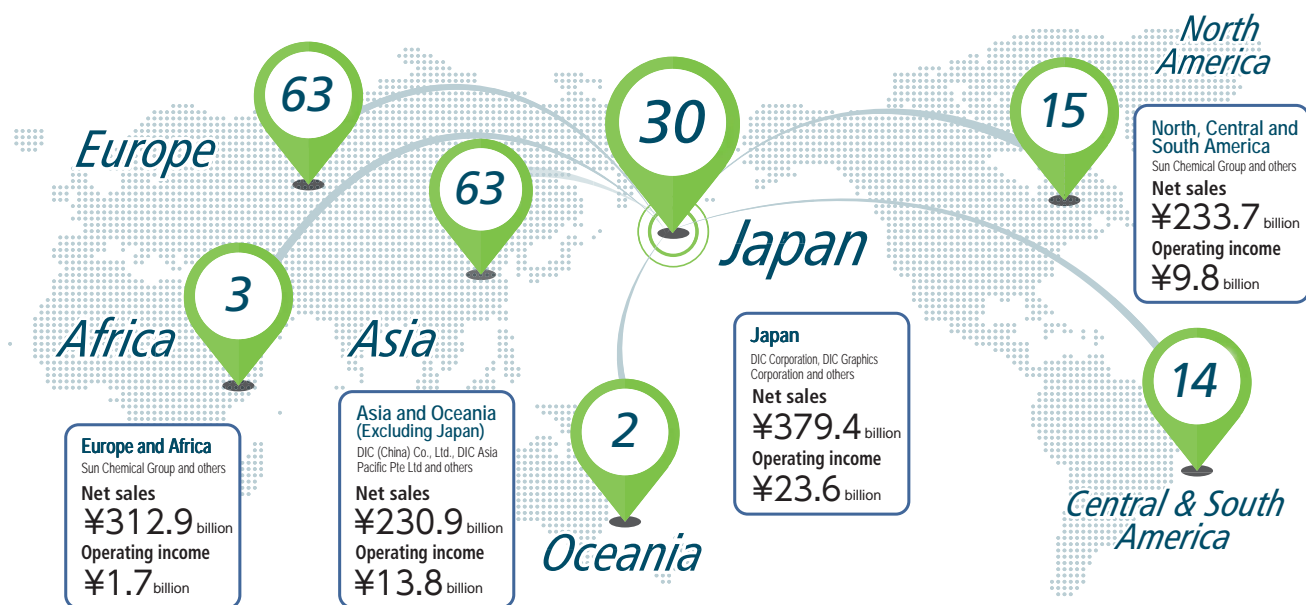 North
America
63
30
15
Europe
63
North, Central and
South America
Sun Chemical Group and others
Net sales
¥233.7 billion
Operating income
¥9.8 billion
Japan
3
Africa
Asia
Japan
DIC Corporation, DIC Graphics
Corporation and others
Net sales
¥379.4 billion
Operating income
¥23.6 billion
14
2
Europe and Africa
Sun Chemical Group and others
Net sales
¥312.9 billion
Operating income
¥1.7 billion
Asia and Oceania
(Excluding Japan)
DIC (China) Co., Ltd., DIC Asia
Pacific Pte Ltd and others
Net sales
¥230.9 billion
Operating income
¥13.8 billion
Oceania
Central & South
America